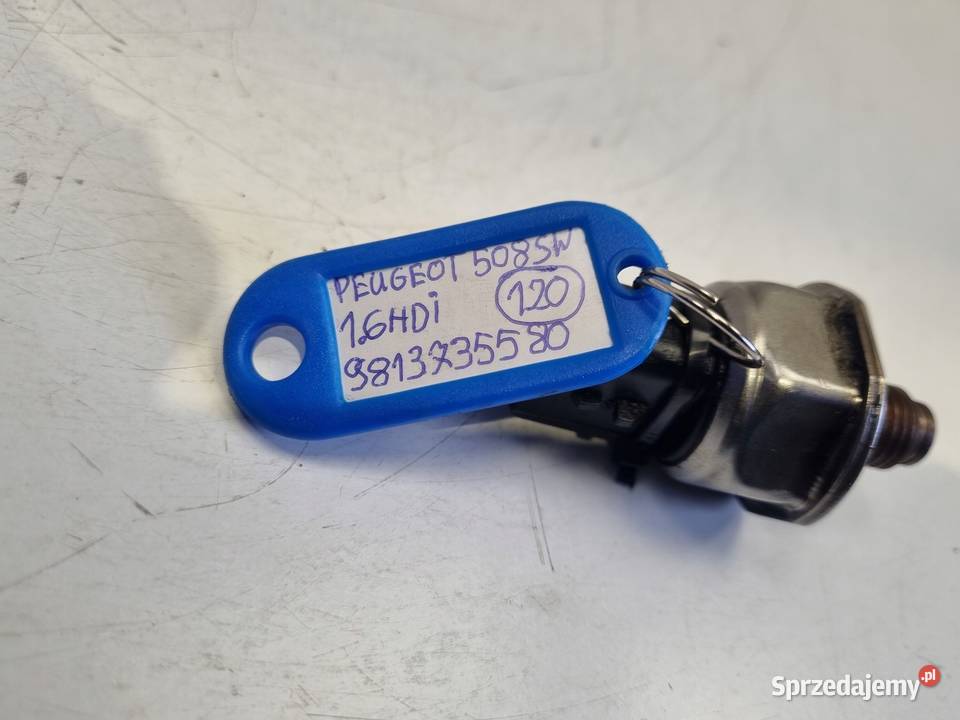 PEUGEOT 508SW
1.6HDi 120
9813735580
Sprzedajemy.pl